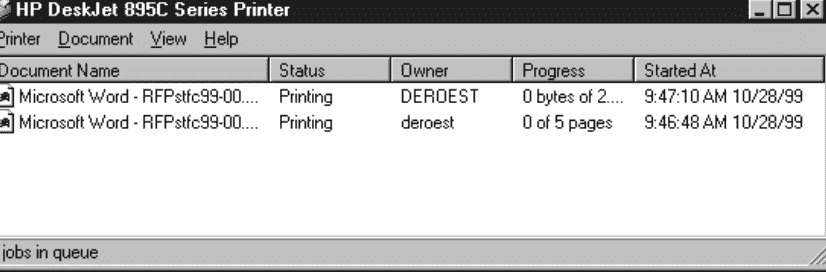 HP DeskJet 895C Series Printer
Printer Document View Help
Document Name Status Owner Progress Started At
Microsoft Word - RFPstfc99-00.... Printing DEROEST 0 bytes of 2.... 9:47:10 AM 10/28/99
Microsoft Word - RFPstfc99-00.... Printing deroest 0 of 5 pages 9:46:48 AM 10/28/99
jobs in queue